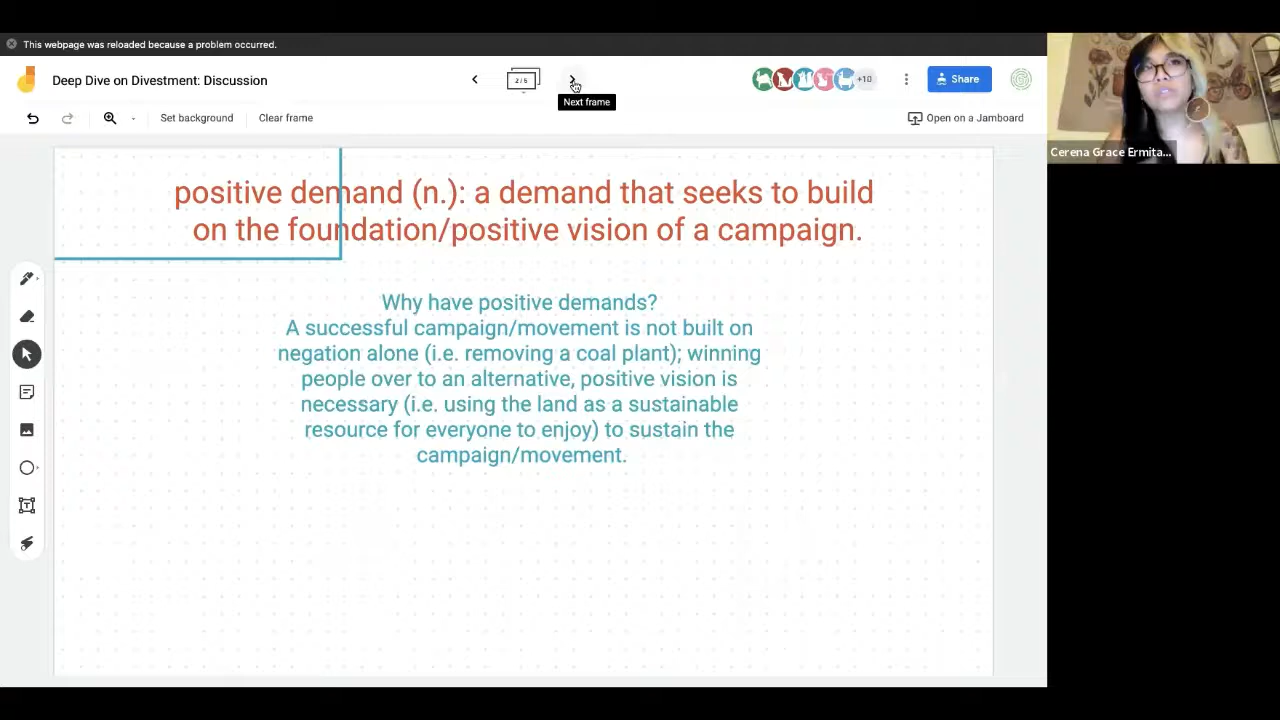 This webpage was reloaded because a problem occurred.
Deep Dive on Divestment: Discussion
2/5
+10
Share
Next frame
Set background
Clear frame
Open on a Jamboard
Cerena Grace Ermita...
positive demand (n.): a demand that seeks to build
on the foundation/positive vision of a campaign.
Why have positive demands?
A successful campaign/movement is not built on
negation alone (i.e. removing a coal plant); winning
people over to an alternative, positive vision is
necessary (i.e. using the land as a sustainable
resource for everyone to enjoy) to sustain the
campaign/movement.